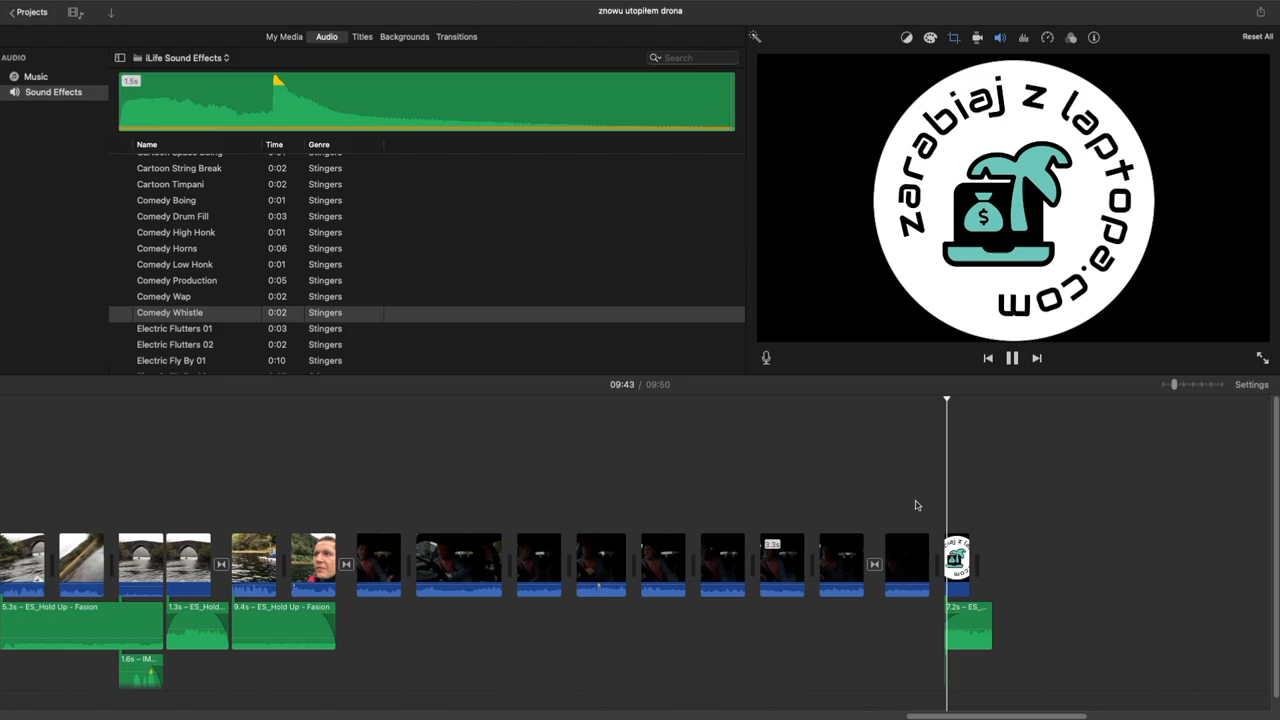 Projects
znowu utopiłem drona
My Media
Audio
Titles
Backgrounds
Transitions
Reset All
AUDIO
Music
Sound Effects
iLife Sound Effects
Search
1.5s
Name Time Genre
Cartoon String Break 0:02 Stingers
Cartoon Timpani 0:02 Stingers
Comedy Boing 0:01 Stingers
Comedy Drum Fill 0:03 Stingers
Comedy High Honk 0:01 Stingers
Comedy Horns 0:06 Stingers
Comedy Low Honk 0:01 Stingers
Comedy Production 0:05 Stingers
Comedy Wap 0:02 Stingers
Comedy Whistle 0:02 Stingers
Electric Flutters 01 0:03 Stingers
Electric Flutters 02 0:02 Stingers
Electric Fly By 01 0:10 Stingers
zarabiaj z laptopa.com
$
09:43 / 09:50
Settings
3.3s
5.3s – ES_Hold Up - Fasion
1.3s – ES_Hold...
9.4s – ES_Hold Up - Fasion
7.2s – ES_...
1.6s – IM...